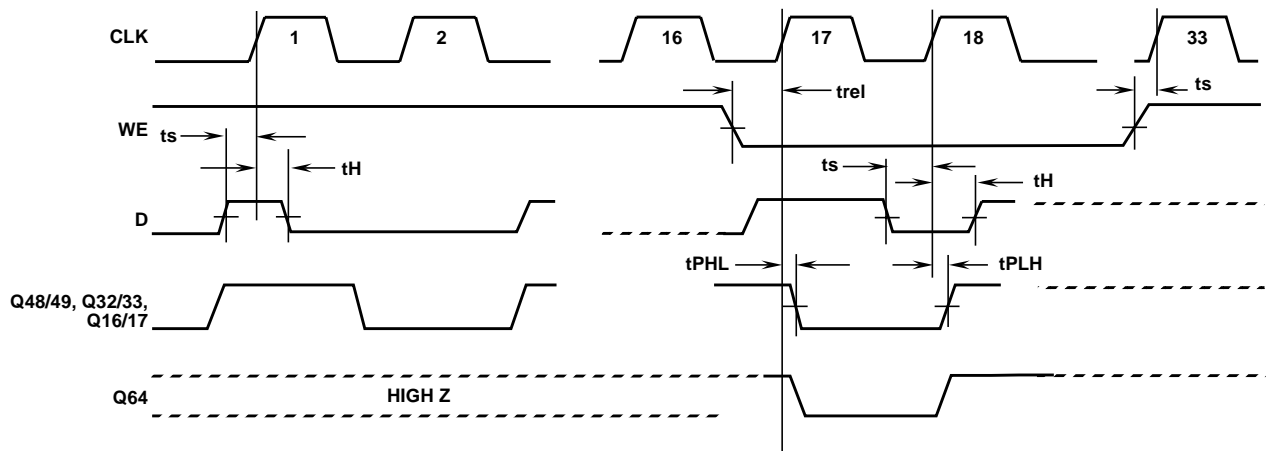 CLK 1 2 16 17 18 33
trel ts
WE
ts
tH ts tH
D
tPHL tPLH
Q48/49, Q32/33,
Q16/17
Q64 HIGH Z